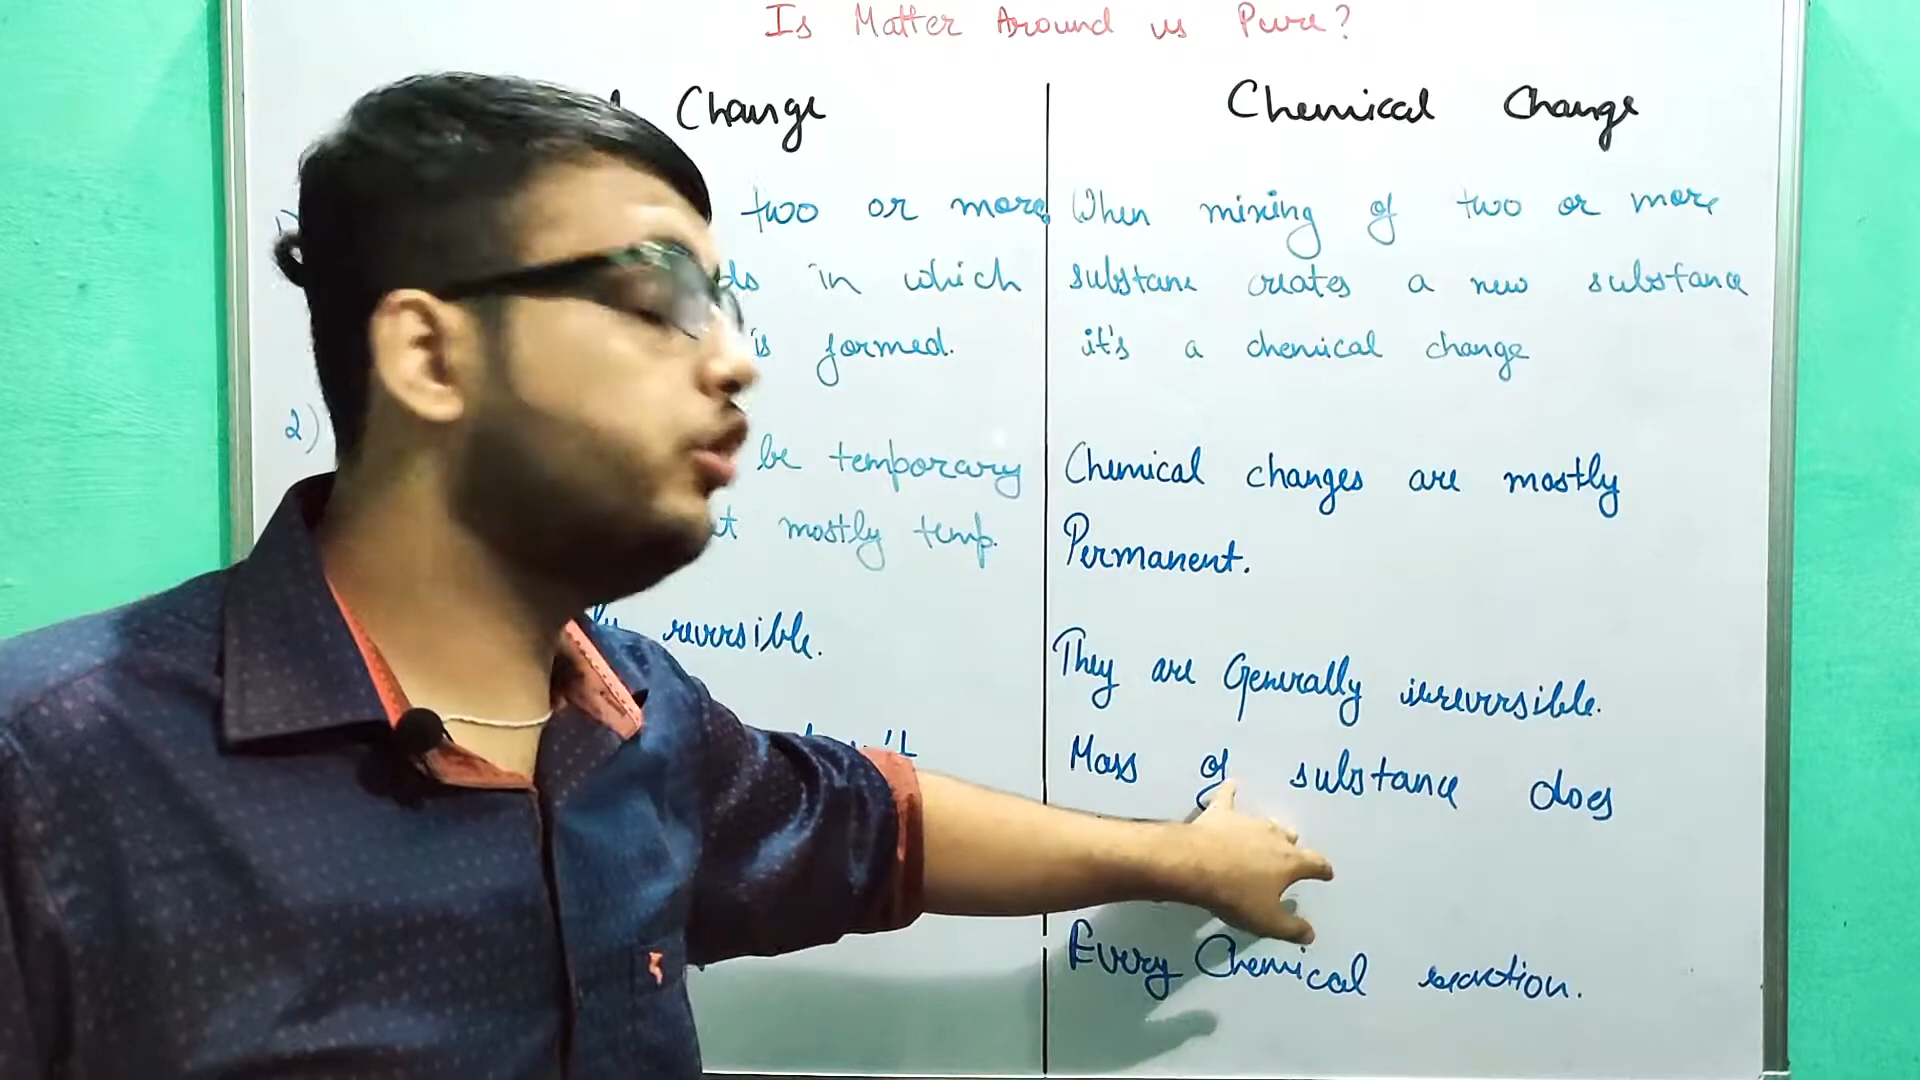 Is Matter Around us Pure?
Change
Chemical Change
1)
two or more
in which
is formed.
2)
be temporary
mostly temp.
reversible.
When mixing of two or more
substance creates a new substance
it's a chemical change
Chemical changes are mostly
Permanent.
They are Generally irreversible.
Mass of substance does
Every Chemical reaction.